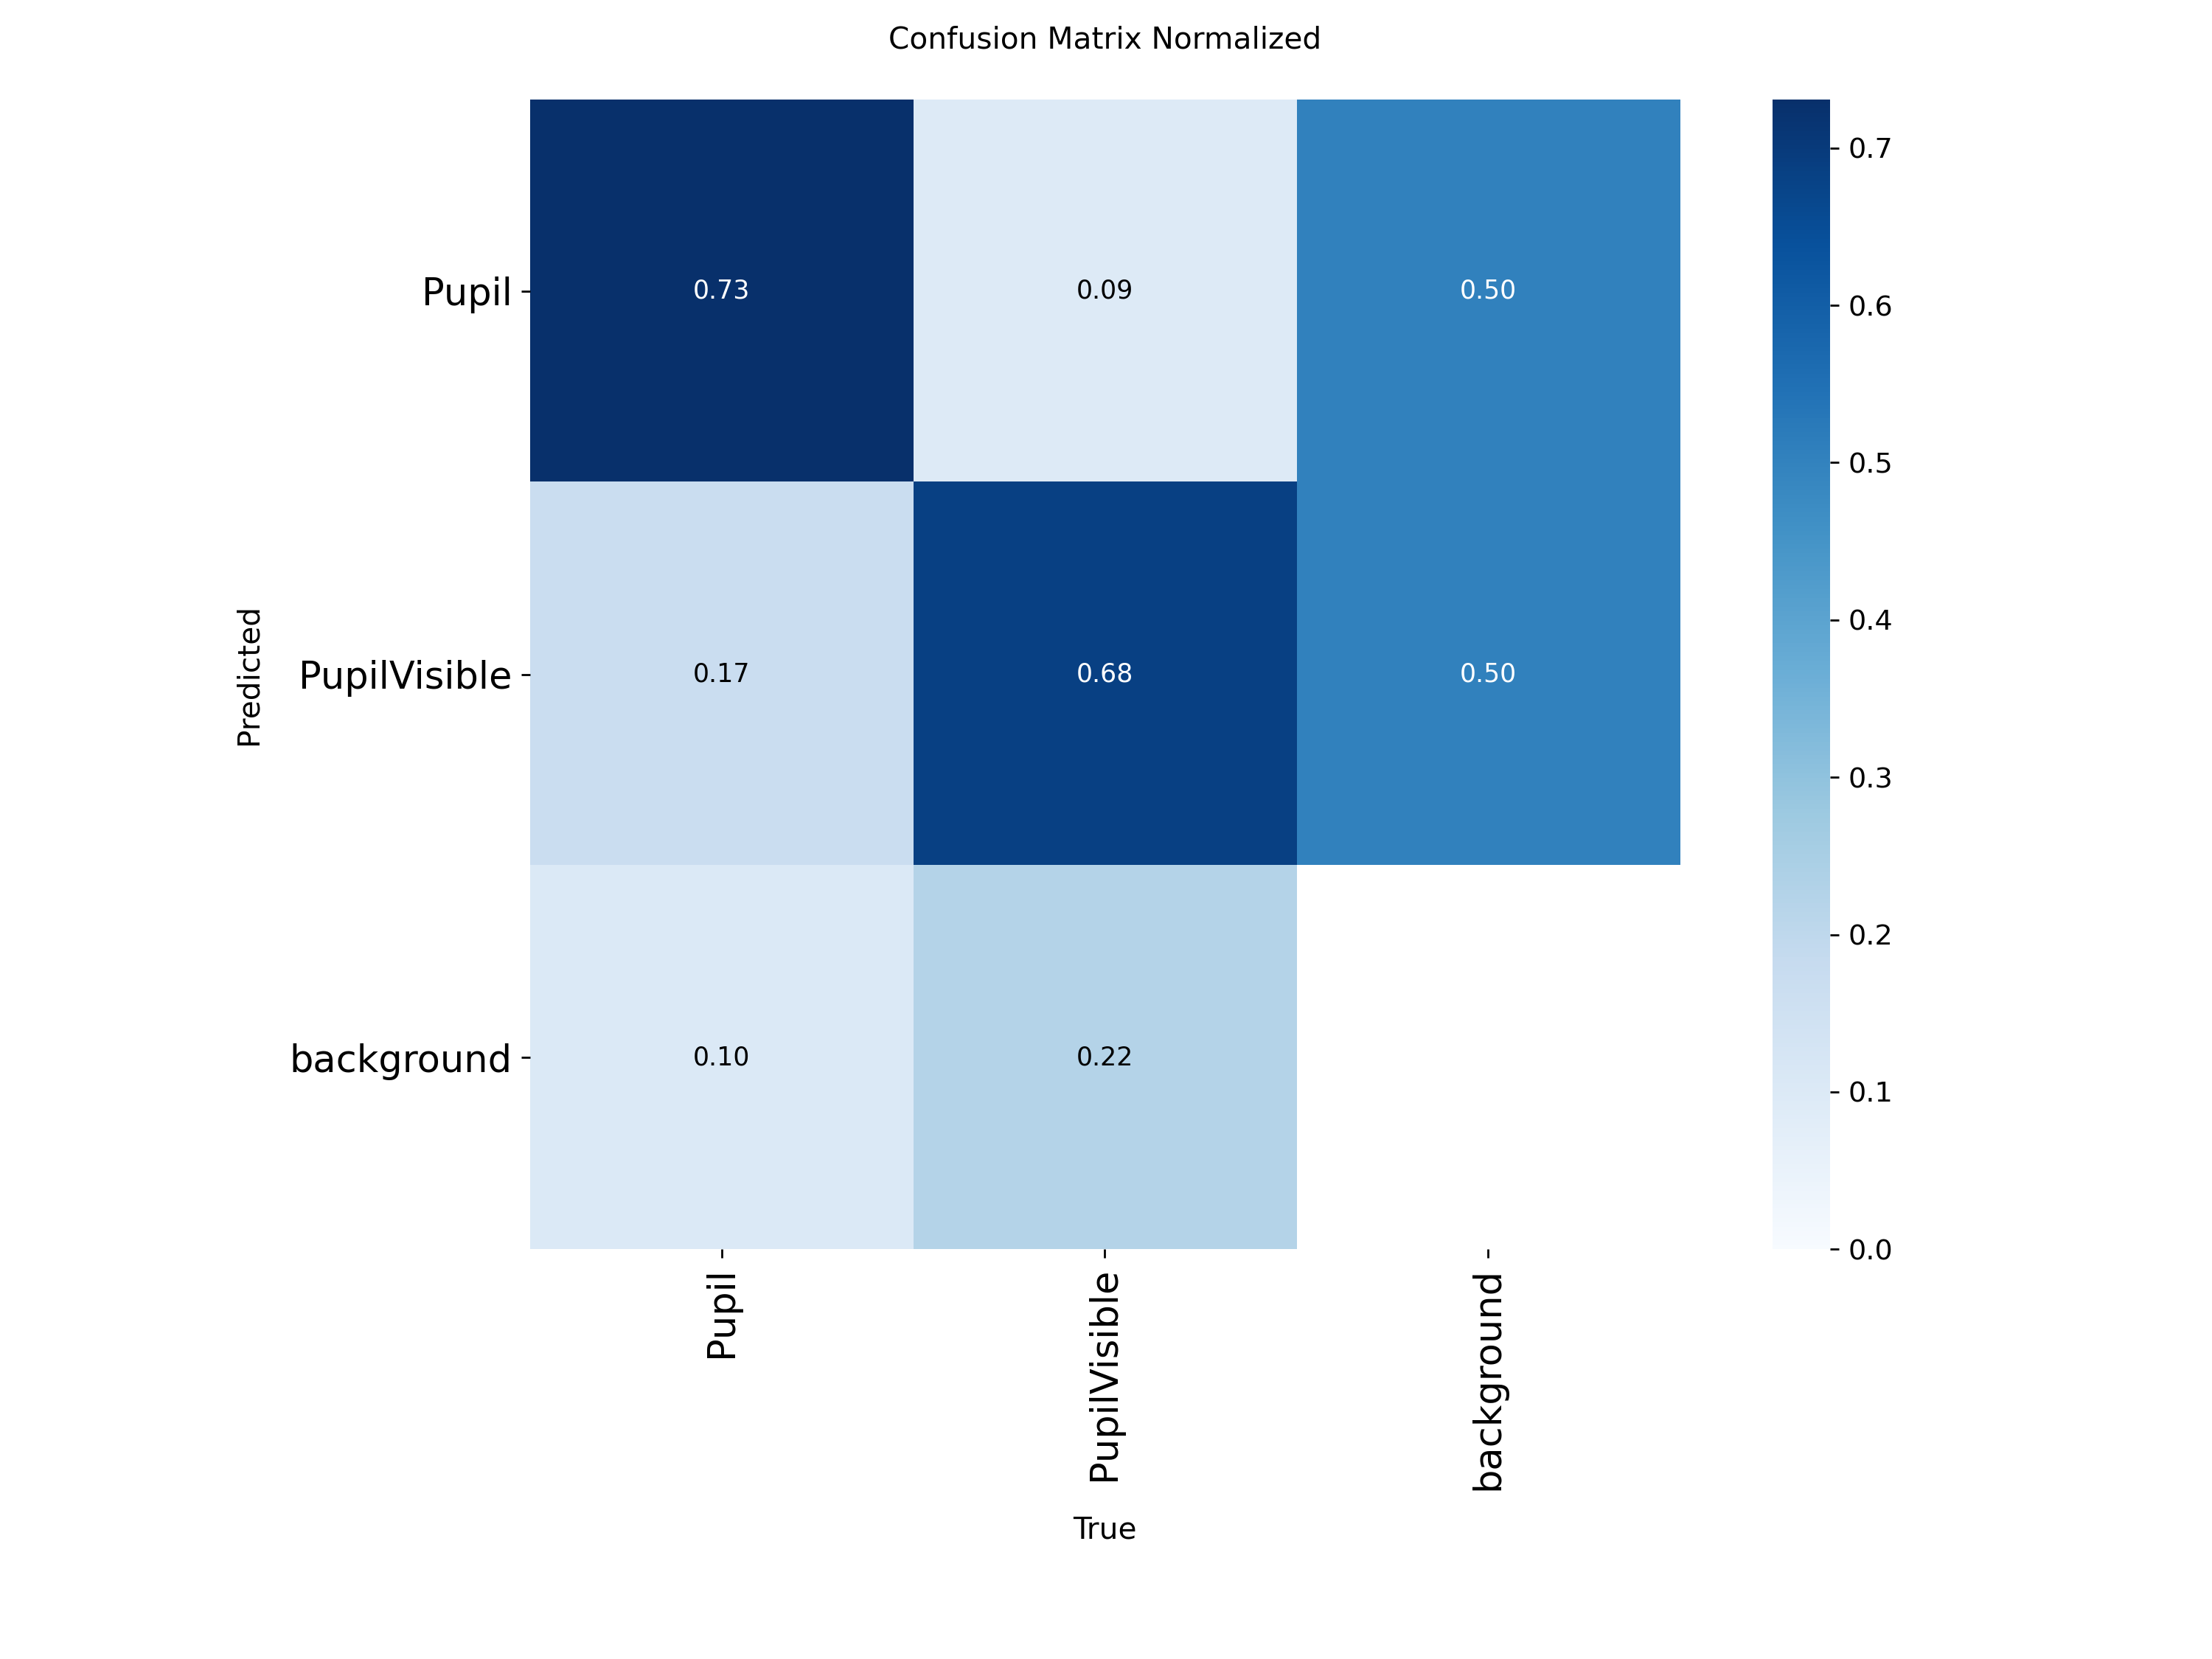 Confusion Matrix Normalized
Pupil
0.73
0.09
0.50
PupilVisible
0.17
0.68
0.50
background
0.10
0.22
Predicted
Pupil
PupilVisible
background
True
0.7
0.6
0.5
0.4
0.3
0.2
0.1
0.0